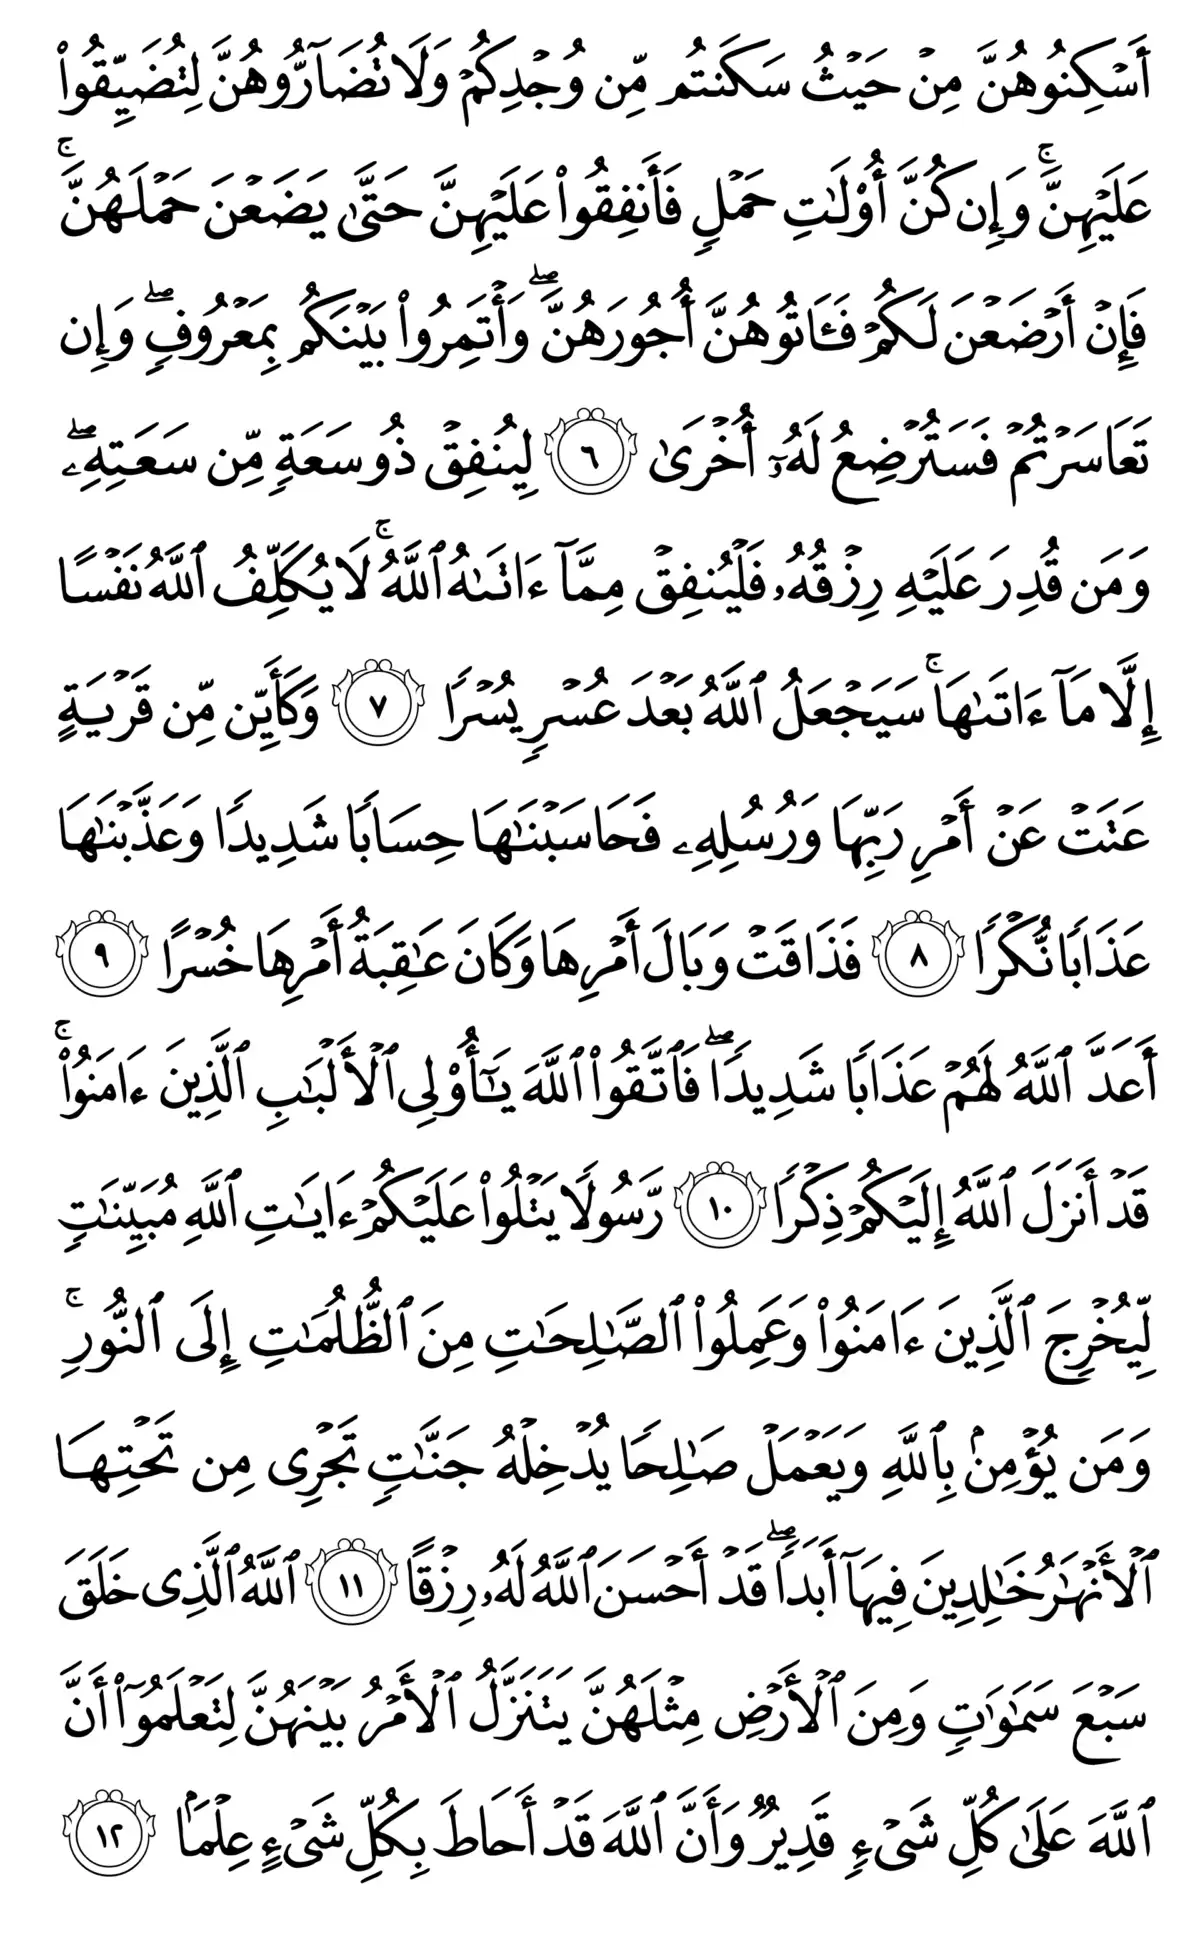 أَسْكِنُوهُنَّ مِنْ حَيْثُ سَكَنتُم مِّن وُجْدِكُمْ وَلَا تُضَآرُّوهُنَّ لِتُضَيِّقُوا۟
عَلَيْهِنَّ ۚ وَإِن كُنَّ أُو۟لَٰتِ حَمْلٍ فَأَنفِقُوا۟ عَلَيْهِنَّ حَتَّىٰ يَضَعْنَ حَمْلَهُنَّ ۚ
فَإِنْ أَرْضَعْنَ لَكُمْ فَـَٔاتُوهُنَّ أُجُورَهُنَّ ۖ وَأْتَمِرُوا۟ بَيْنَكُم بِمَعْرُوفٍ ۖ وَإِن
تَعَاسَرْتُمْ فَسَتُرْضِعُ لَهُۥٓ أُخْرَىٰ ٦ لِيُنفِقْ ذُو سَعَةٍ مِّن سَعَتِهِۦ ۖ
وَمَن قُدِرَ عَلَيْهِ رِزْقُهُۥ فَلْيُنفِقْ مِمَّآ ءَاتَىٰهُ ٱللَّهُ ۚ لَا يُكَلِّفُ ٱللَّهُ نَفْسًا
إِلَّا مَآ ءَاتَىٰهَا ۚ سَيَجْعَلُ ٱللَّهُ بَعْدَ عُسْرٍ يُسْرًا ٧ وَكَأَيِّن مِّن قَرْيَةٍ
عَتَتْ عَنْ أَمْرِ رَبِّهَا وَرُسُلِهِۦ فَحَاسَبْنَٰهَا حِسَابًا شَدِيدًا وَعَذَّبْنَٰهَا
عَذَابًا نُّكْرًا ٨ فَذَاقَتْ وَبَالَ أَمْرِهَا وَكَانَ عَٰقِبَةُ أَمْرِهَا خُسْرًا ٩
أَعَدَّ ٱللَّهُ لَهُمْ عَذَابًا شَدِيدًا ۖ فَٱتَّقُوا۟ ٱللَّهَ يَٰٓأُو۟لِى ٱلْأَلْبَٰبِ ٱلَّذِينَ ءَامَنُوا۟ ۚ
قَدْ أَنزَلَ ٱللَّهُ إِلَيْكُمْ ذِكْرًا ١٠ رَّسُولًا يَتْلُوا۟ عَلَيْكُمْ ءَايَٰتِ ٱللَّهِ مُبَيِّنَٰتٍ
لِّيُخْرِجَ ٱلَّذِينَ ءَامَنُوا۟ وَعَمِلُوا۟ ٱلصَّٰلِحَٰتِ مِنَ ٱلظُّلُمَٰتِ إِلَى ٱلنُّورِ ۚ
وَمَن يُؤْمِنۢ بِٱللَّهِ وَيَعْمَلْ صَٰلِحًا يُدْخِلْهُ جَنَّٰتٍ تَجْرِى مِن تَحْتِهَا
ٱلْأَنْهَٰرُ خَٰلِدِينَ فِيهَآ أَبَدًا ۖ قَدْ أَحْسَنَ ٱللَّهُ لَهُۥ رِزْقًا ١١ ٱللَّهُ ٱلَّذِى خَلَقَ
سَبْعَ سَمَٰوَٰتٍ وَمِنَ ٱلْأَرْضِ مِثْلَهُنَّ يَتَنَزَّلُ ٱلْأَمْرُ بَيْنَهُنَّ لِتَعْلَمُوٓا۟ أَنَّ
ٱللَّهَ عَلَىٰ كُلِّ شَىْءٍ قَدِيرٌ وَأَنَّ ٱللَّهَ قَدْ أَحَاطَ بِكُلِّ شَىْءٍ عِلْمًۢا ١٢